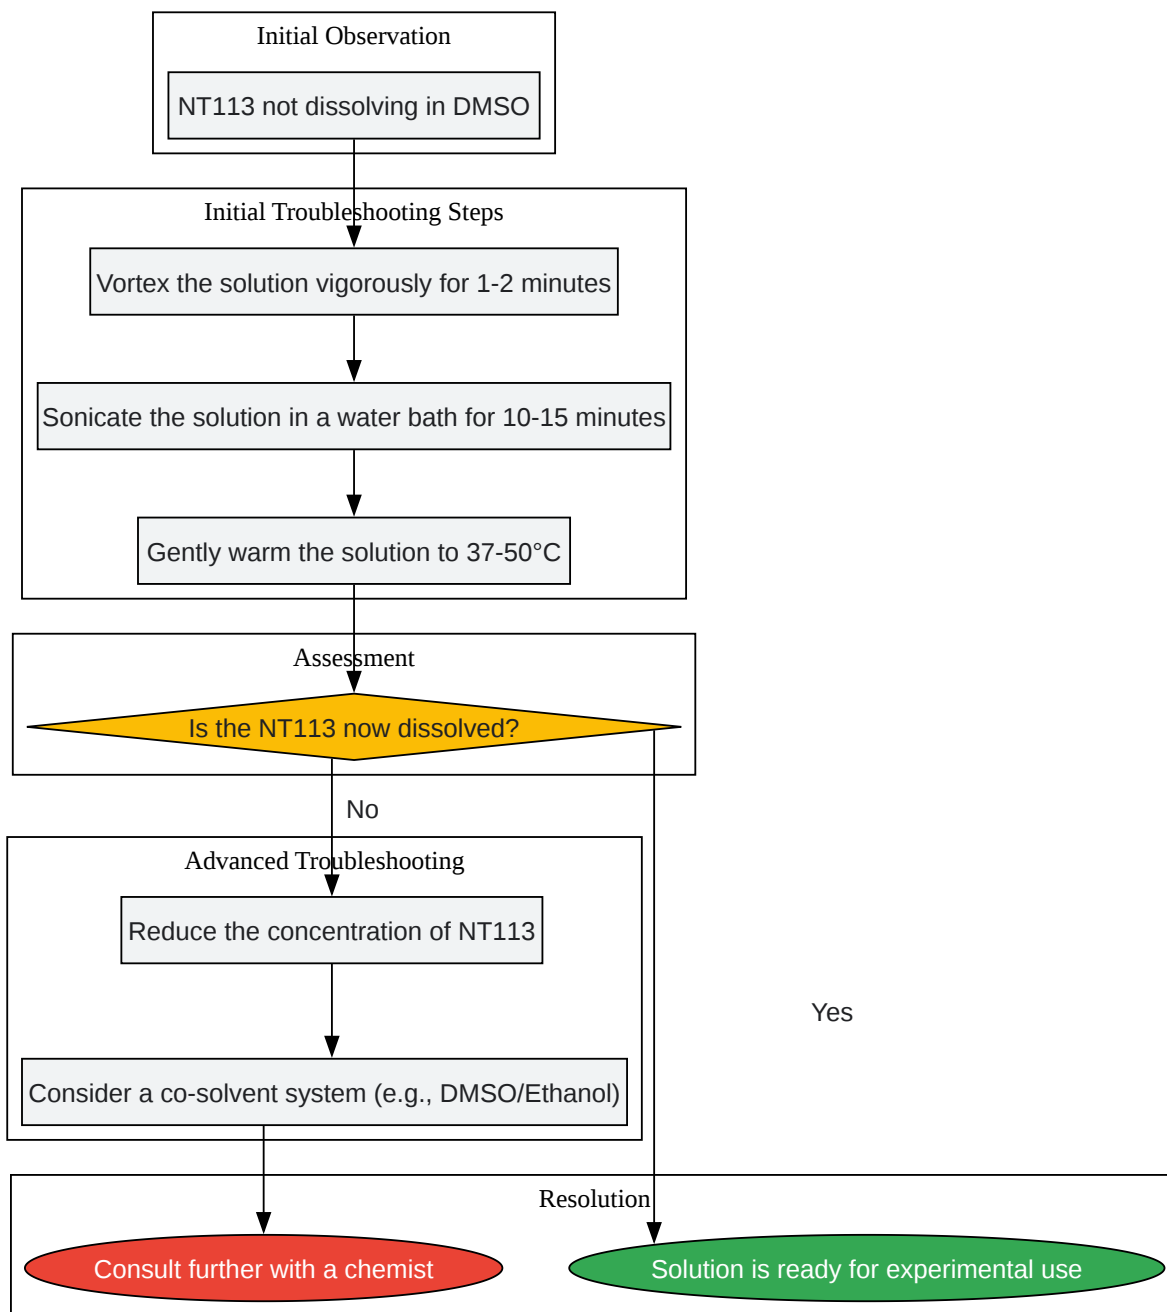 Initial Observation
NT113 not dissolving in DMSO
Initial Troubleshooting Steps
Vortex the solution vigorously for 1-2 minutes
Sonicate the solution in a water bath for 10-15 minutes
Gently warm the solution to 37-50°C
Assessment
Is the NT113 now dissolved?
No
Advanced Troubleshooting
Reduce the concentration of NT113
Yes
Consider a co-solvent system (e.g., DMSO/Ethanol)
Resolution
Consult further with a chemist
Solution is ready for experimental use